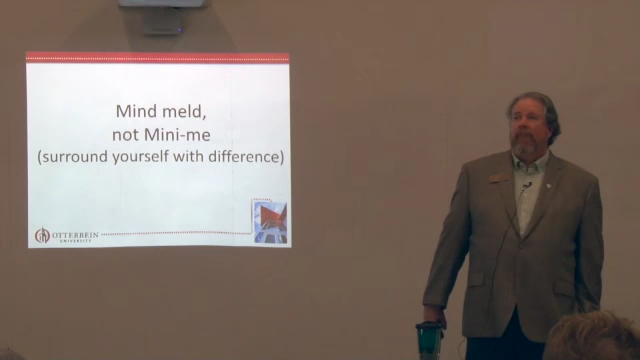 Mind meld,
not Mini-me
(surround yourself with difference)
OTTERBEIN
UNIVERSITY